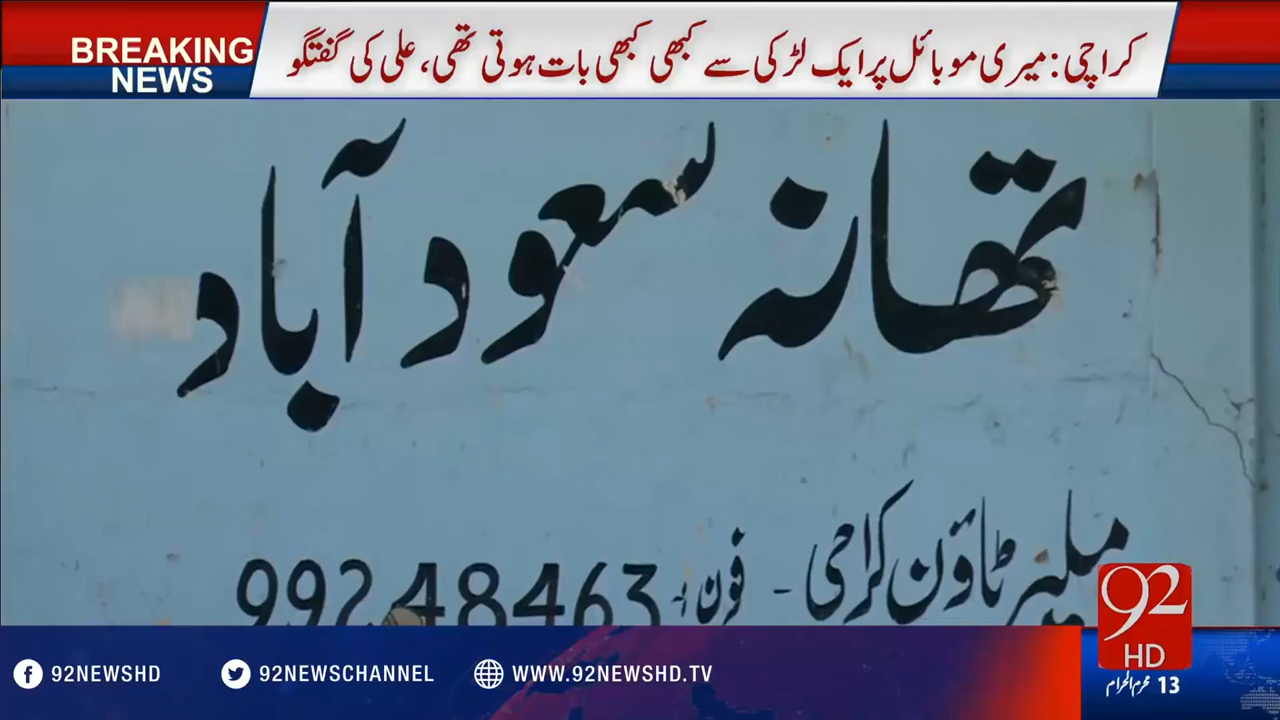 BREAKING
NEWS
کراچی: میری موبائل پر ایک لڑکی سے کبھی کبھی بات ہوتی تھی، علی کی گفتگو
تھانہ سعود آباد
ملیر ٹاؤن کراچی - فون: 99248463
92
HD
92NEWSHD
92NEWSCHANNEL
WWW.92NEWSHD.TV
13 محرم الحرام